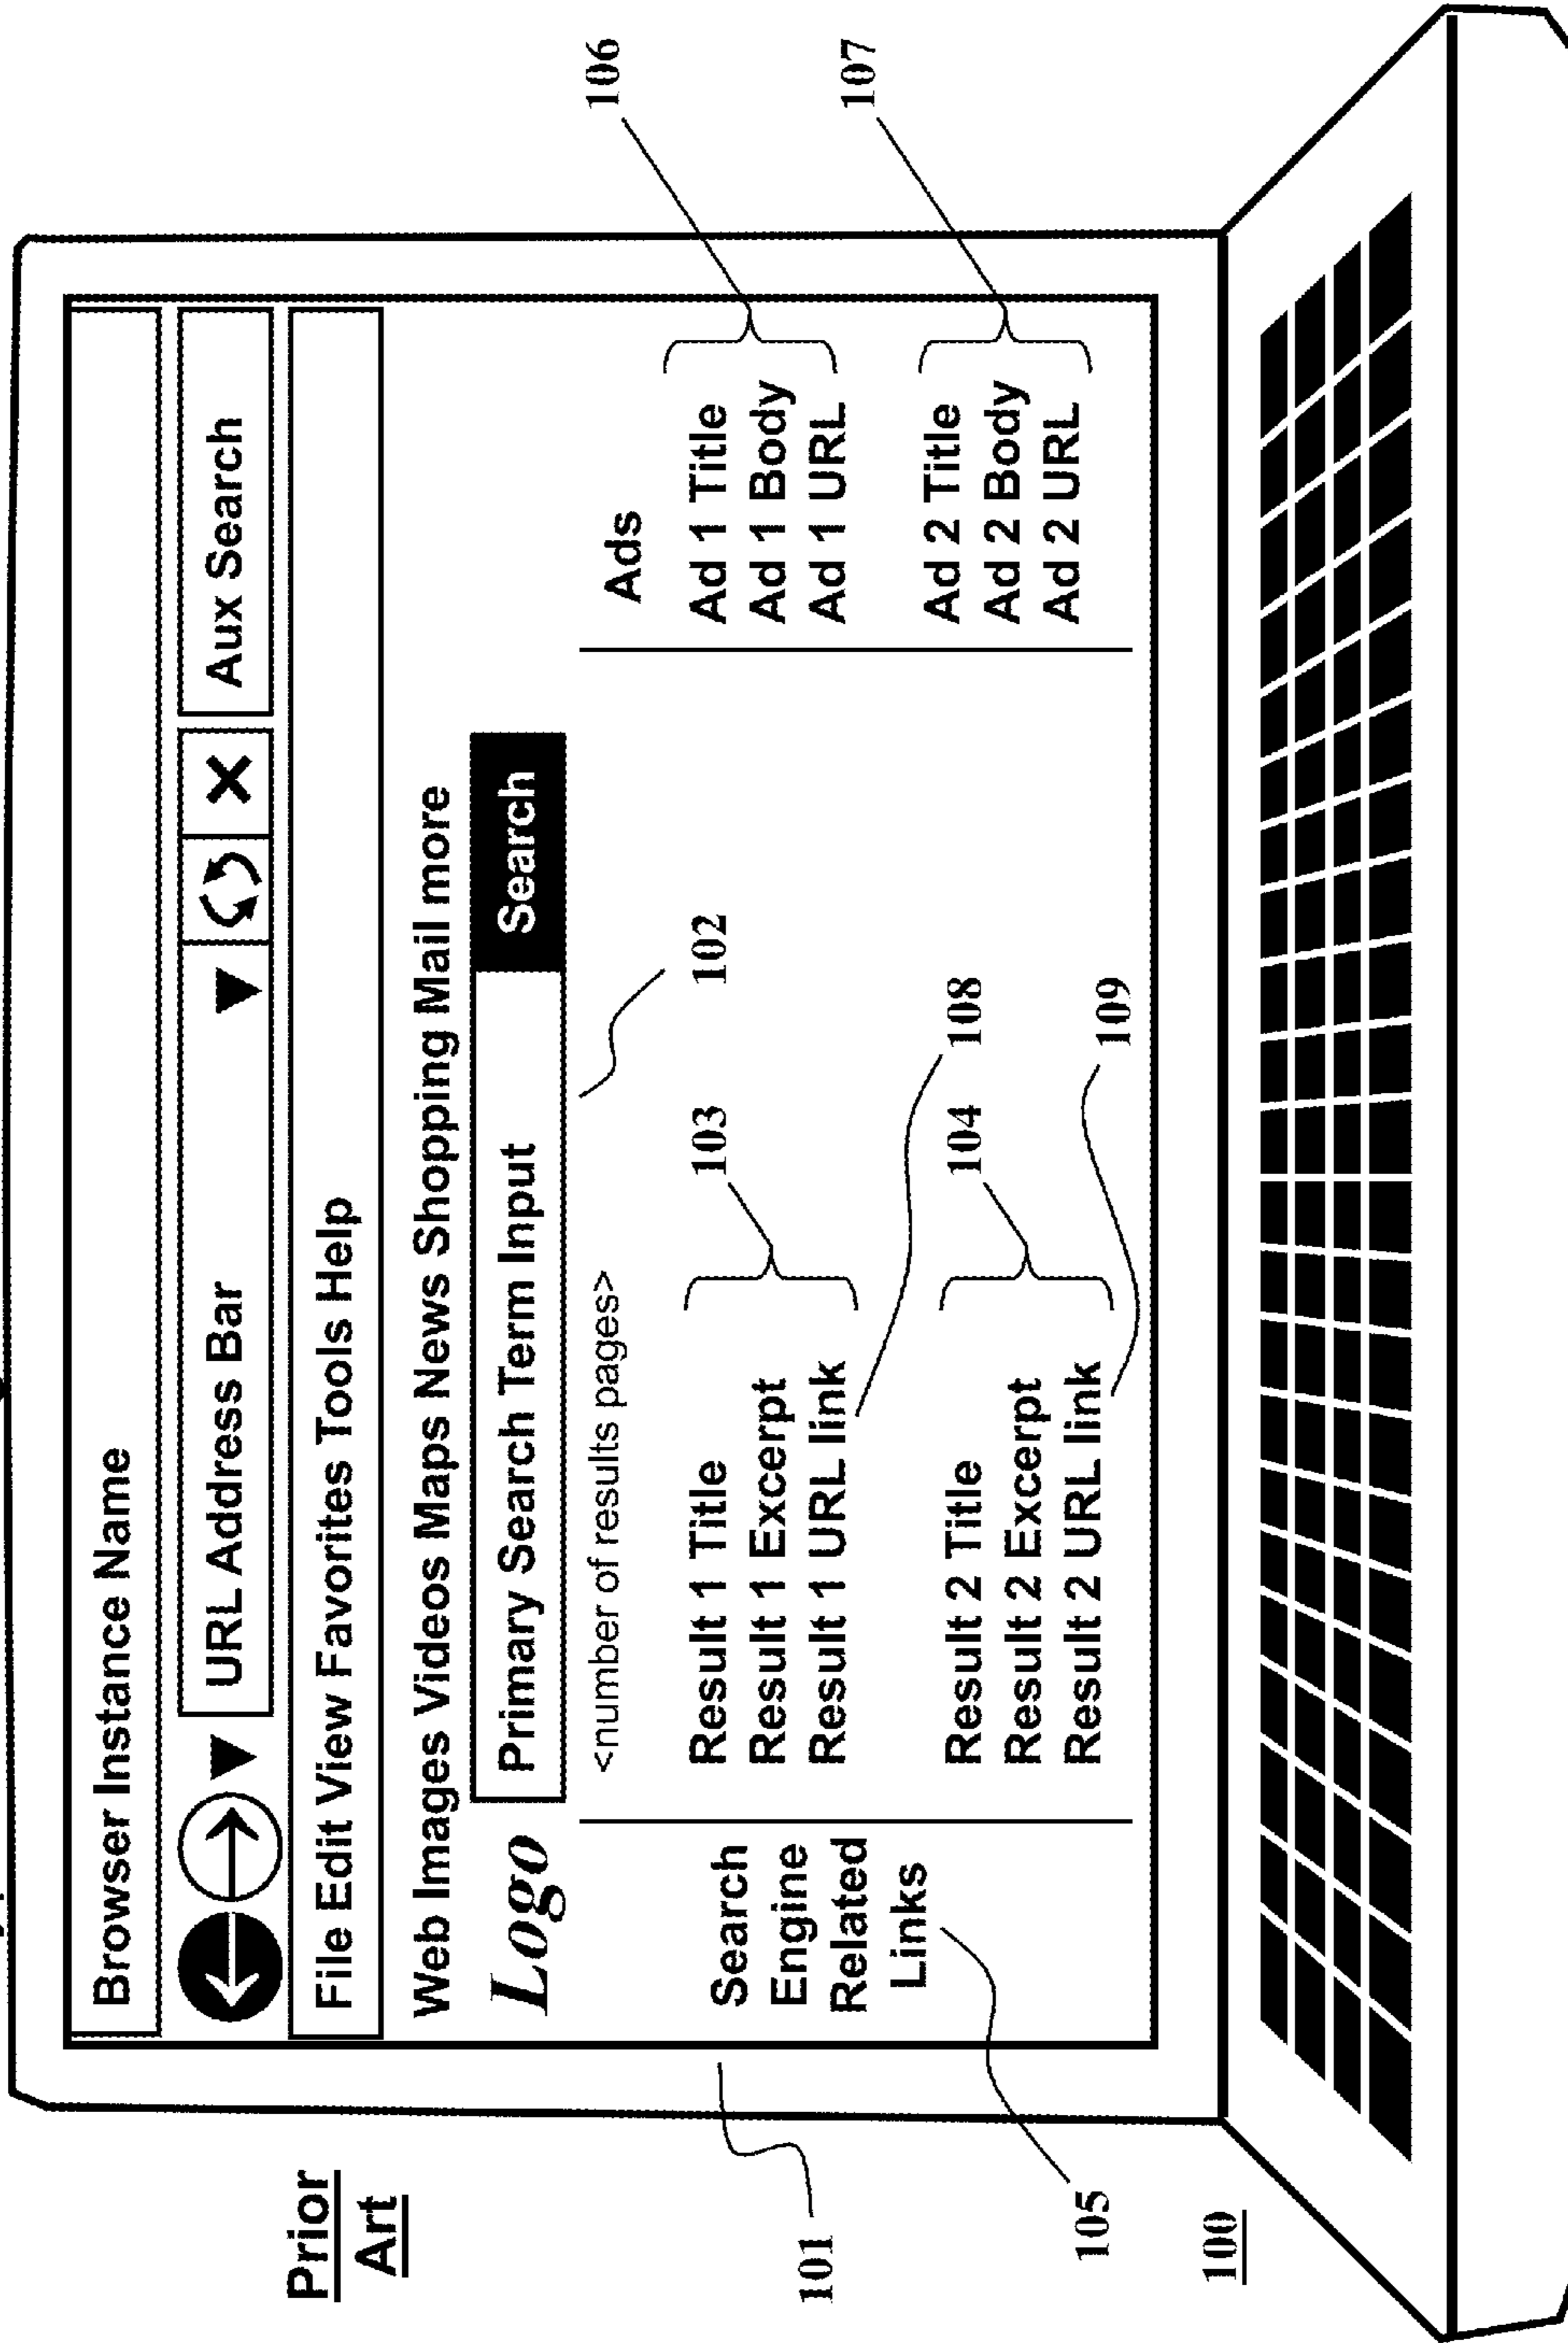 Prior
Art
Browser Instance Name
URL Address Bar
Aux Search
File Edit View Favorites Tools Help
Web Images Videos Maps News Shopping Mail more
Logo
Primary Search Term Input
Search
<number of results pages>
102
Search
Engine
Related
Links
Result 1 Title
Result 1 Excerpt
Result 1 URL link
103
108
Result 2 Title
Result 2 Excerpt
Result 2 URL link
104
109
Ads
Ad 1 Title
Ad 1 Body
Ad 1 URL
106
Ad 2 Title
Ad 2 Body
Ad 2 URL
107
101
105
100